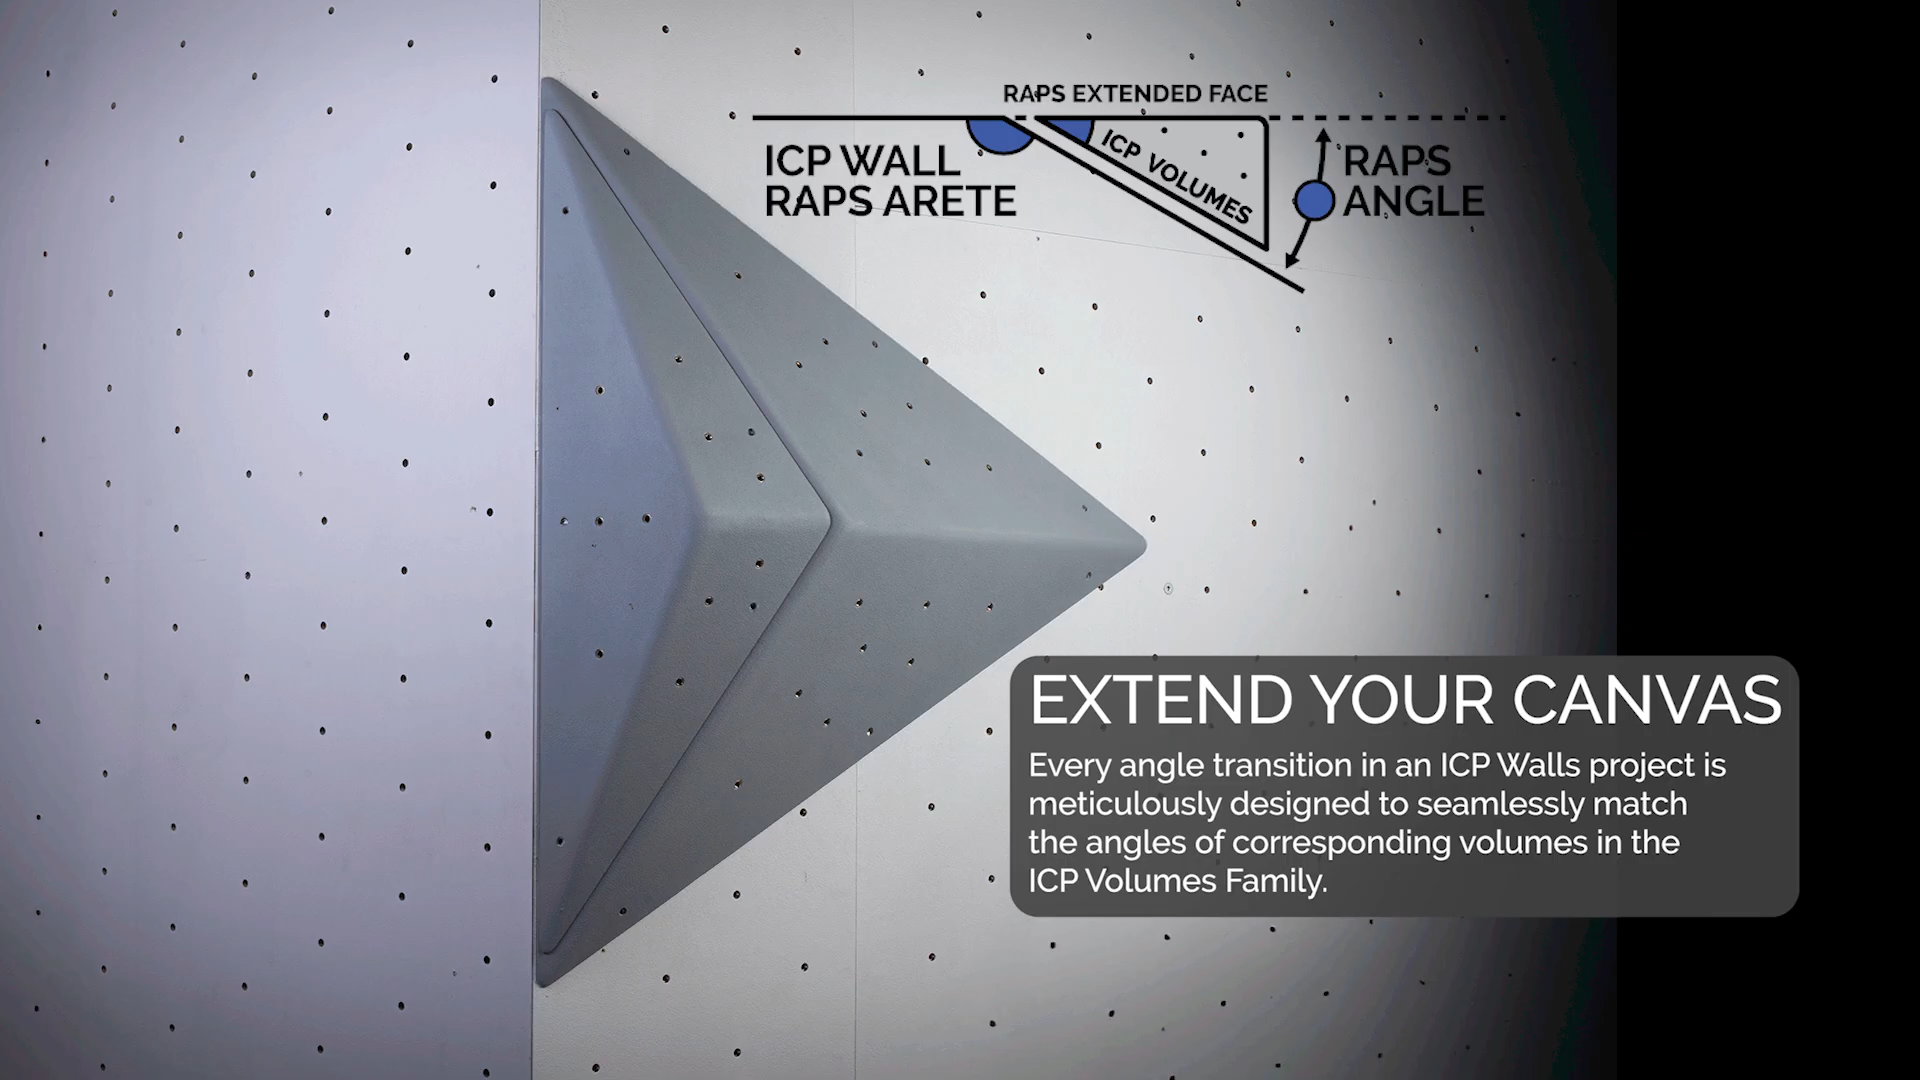 RAPS EXTENDED FACE
ICP WALL
RAPS ARETE
ICP VOLUMES
RAPS
ANGLE
EXTEND YOUR CANVAS
Every angle transition in an ICP Walls project is
meticulously designed to seamlessly match
the angles of corresponding volumes in the
ICP Volumes Family.